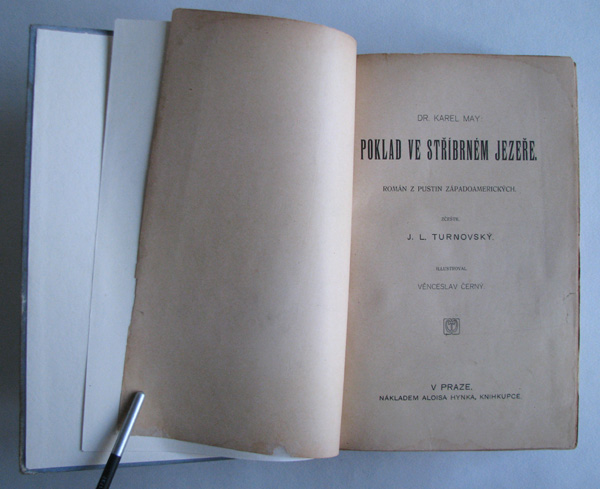 DR. KAREL MAY
POKLAD VE STŘÍBRNÉM JEZEŘE.
ROMÁN Z PUSTIN ZÁPADOAMERICKÝCH.
J. L. TURNOVSKÝ.
ILLUSTROVAL
VĚNCESLAV ČERNÝ.
V PRAZE.
NÁKLADEM ALOISA HYNKA, KNIHKUPCE.